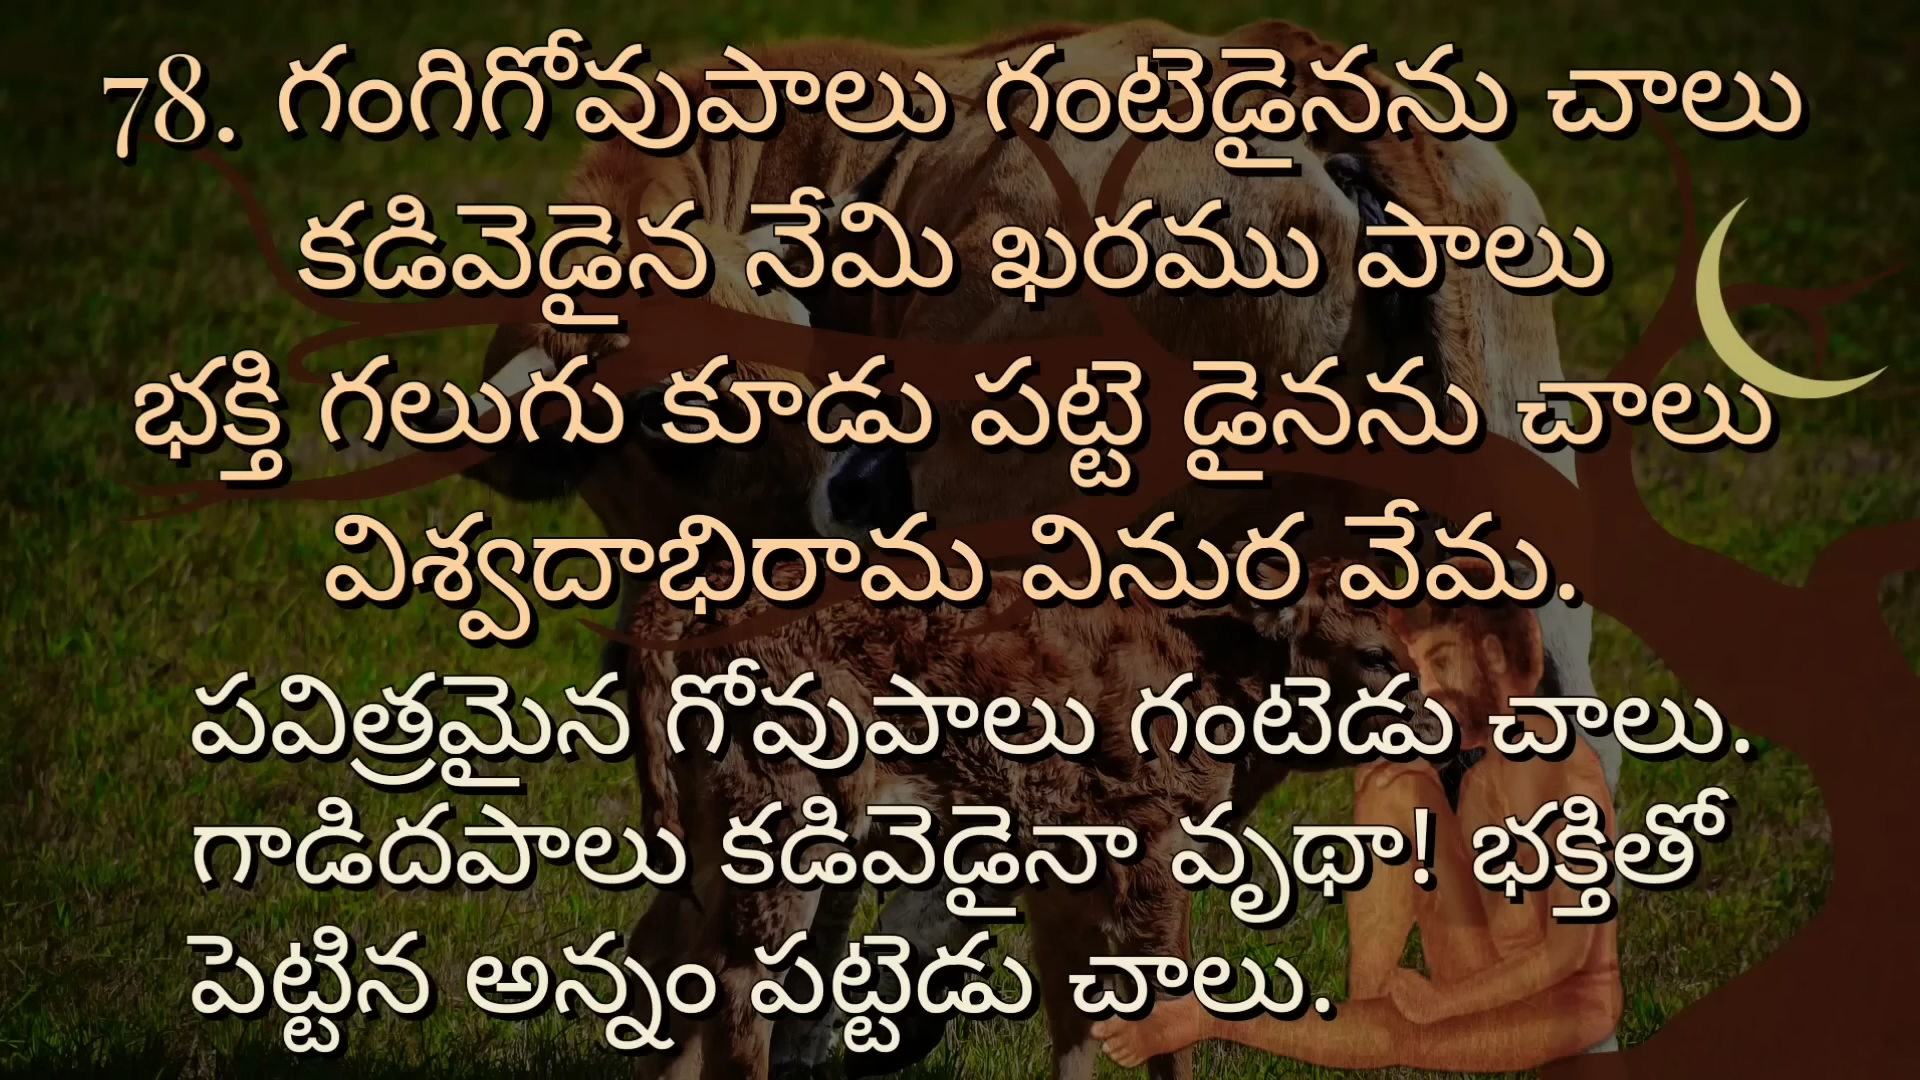 78. గంగిగోవుపాలు గంటెడైనను చాలు
కడివెడైన నేమి ఖరము పాలు
భక్తి గలుగు కూడు పట్టె డైనను చాలు
విశ్వదాభిరామ వినుర వేమ.
పవిత్రమైన గోవుపాలు గంటెడు చాలు.
గాడిదపాలు కడివెడైనా వృథా! భక్తితో
పెట్టిన అన్నం పట్టెడు చాలు.